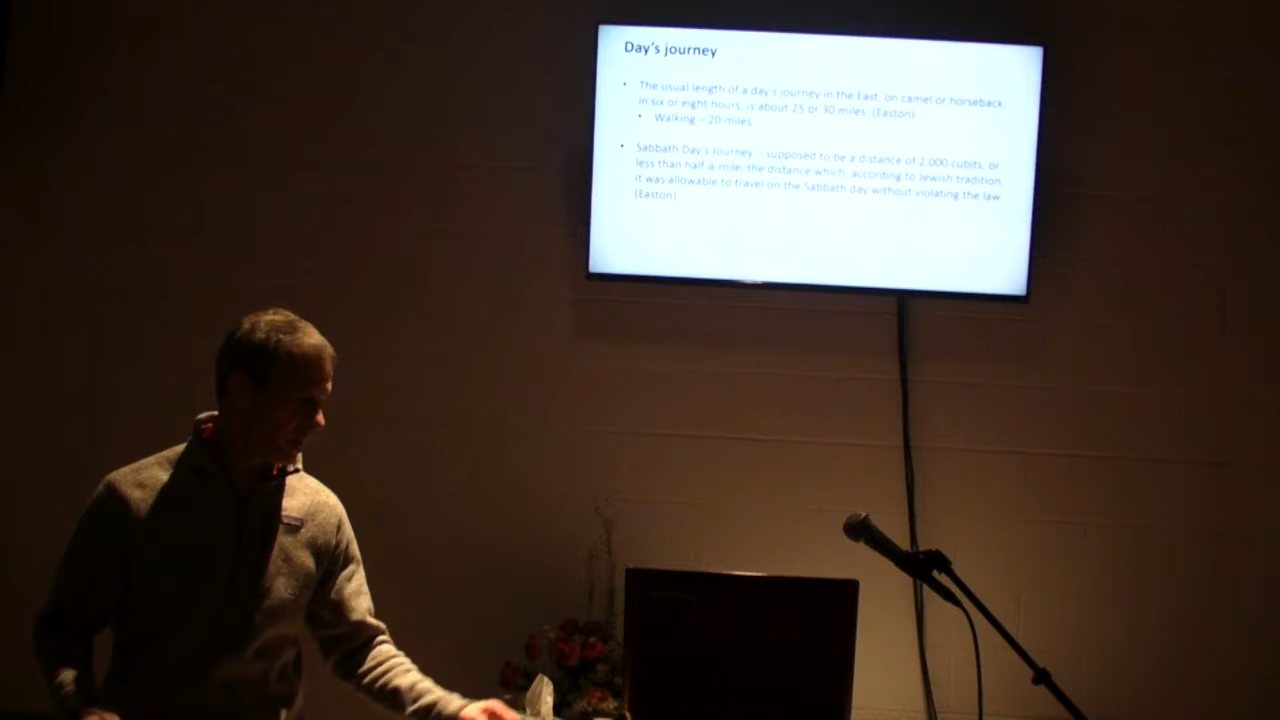 Day's journey
• The usual length of a day's journey in the East, on camel or horseback,
in six or eight hours, is about 25 or 30 miles. (Easton)
• Walking – 20 miles
• Sabbath Day's Journey - supposed to be a distance of 2,000 cubits, or
less than half-a-mile, the distance which, according to Jewish tradition,
it was allowable to travel on the Sabbath day without violating the law
(Easton)